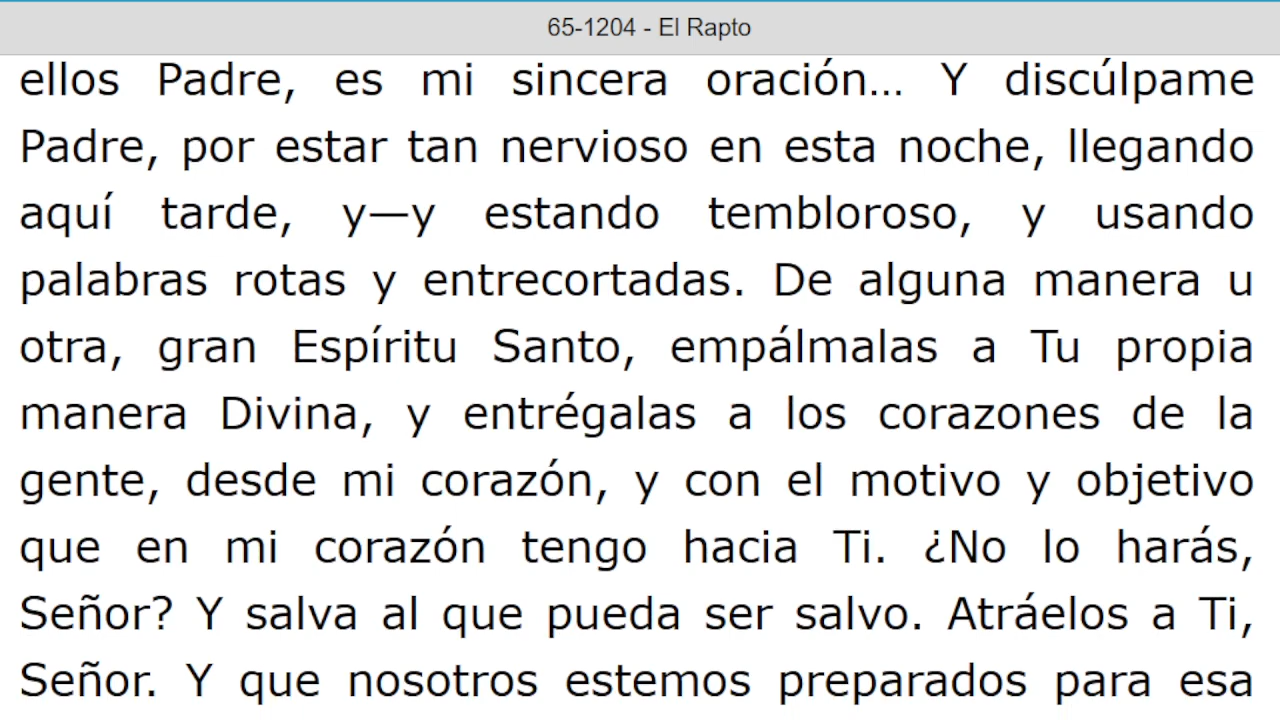 65-1204 - El Rapto
ellos Padre, es mi sincera oración... Y discúlpame
Padre, por estar tan nervioso en esta noche, llegando
aquí tarde, y—y estando tembloroso, y usando
palabras rotas y entrecortadas. De alguna manera u
otra, gran Espíritu Santo, empálmalas a Tu propia
manera Divina, y entrégalas a los corazones de la
gente, desde mi corazón, y con el motivo y objetivo
que en mi corazón tengo hacia Ti. ¿No lo harás,
Señor? Y salva al que pueda ser salvo. Atráelos a Ti,
Señor. Y que nosotros estemos preparados para esa